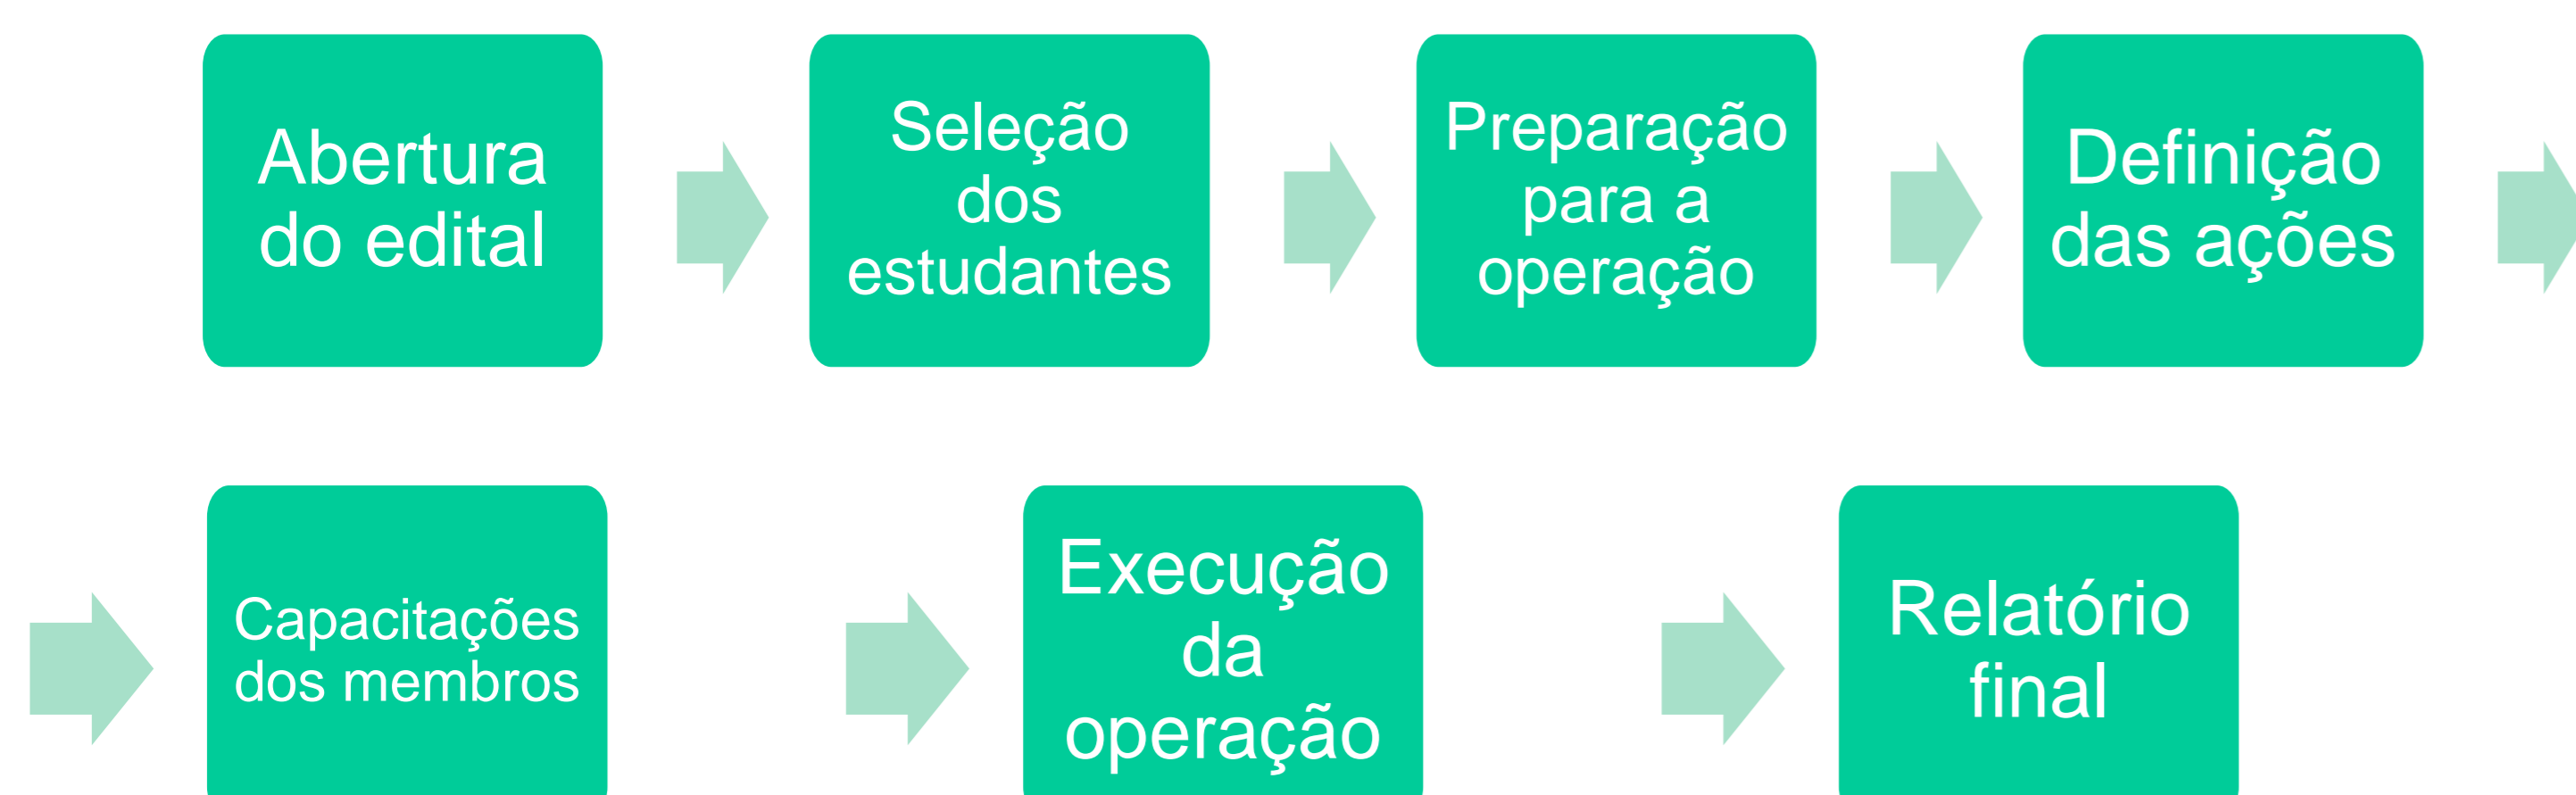 Abertura
do edital
Seleção
dos
estudantes
Preparação
para a
operação
Definição
das ações
Capacitações
dos membros
Execução
da
operação
Relatório
final